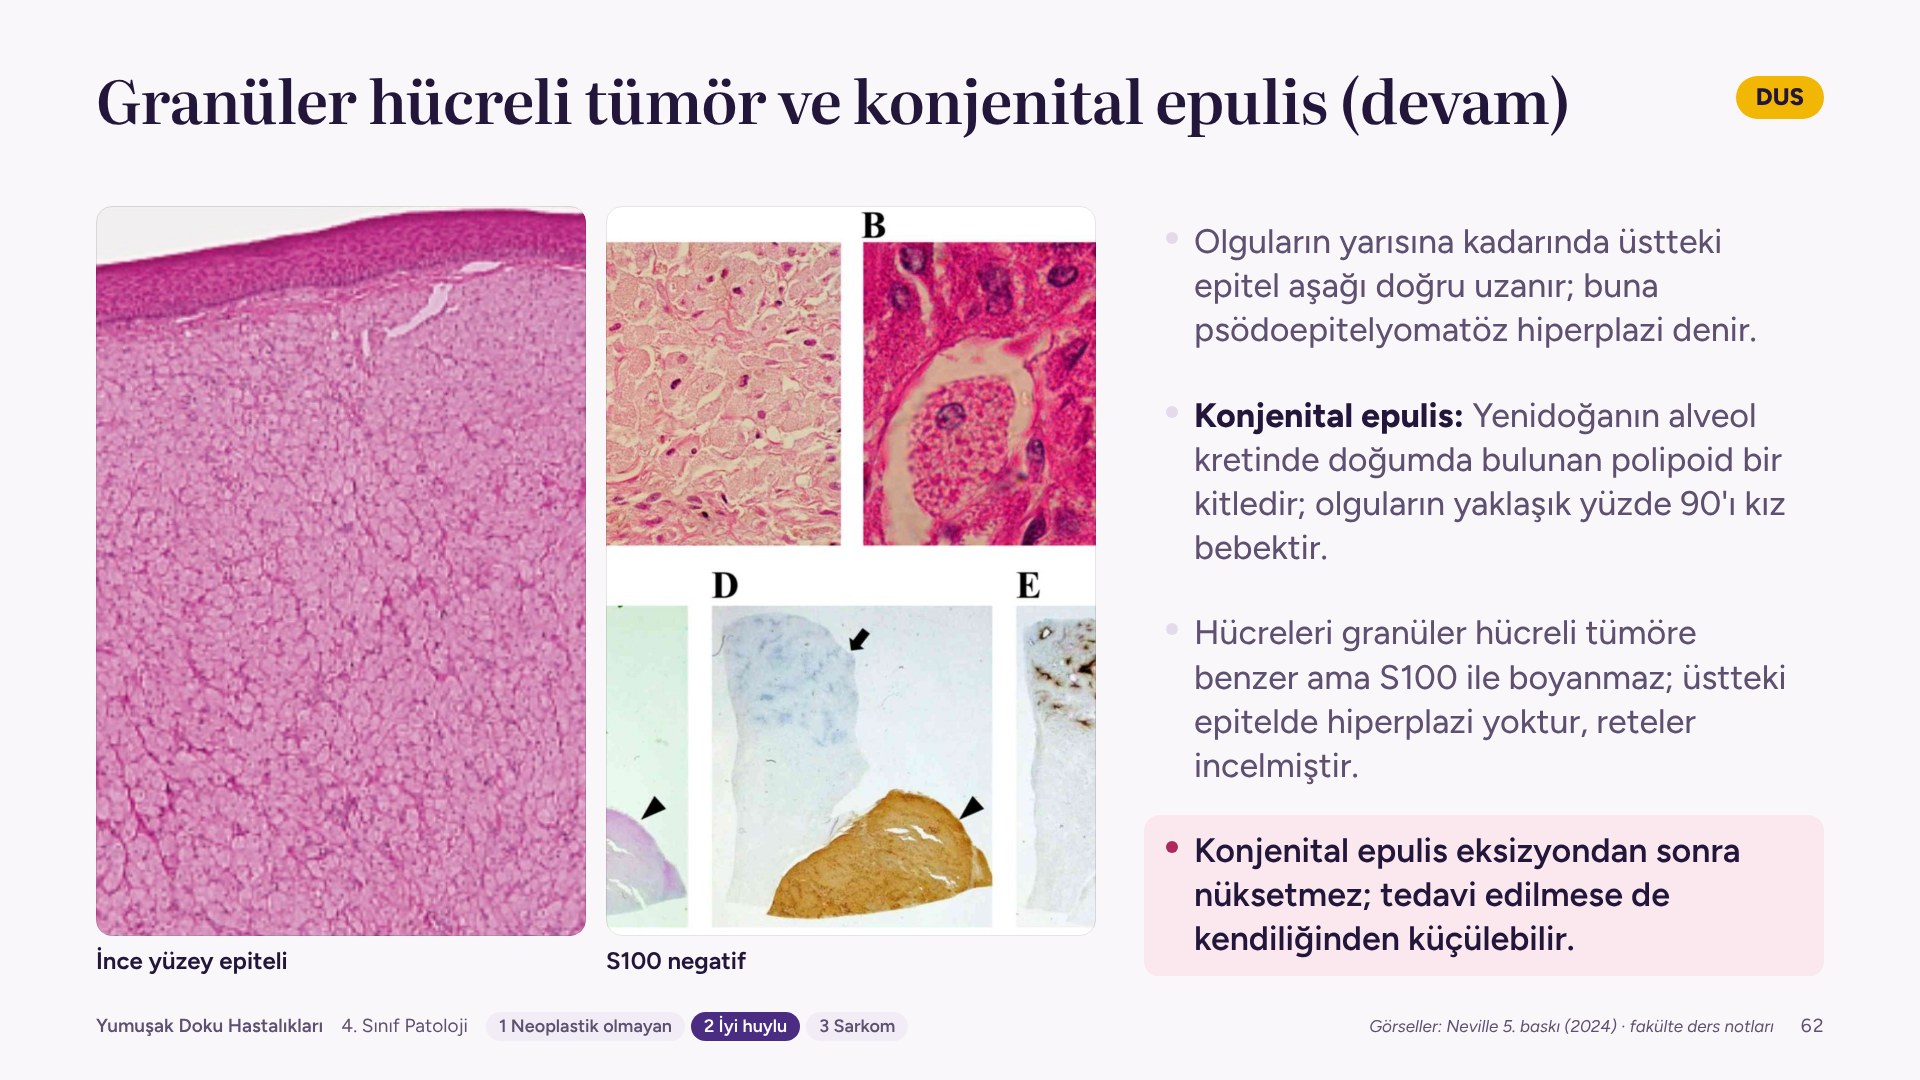 Granüler hücreli tümör ve konjenital epulis (devam)
DUS
B
D
E
İnce yüzey epiteli
S100 negatif
Olguların yarısına kadarında üstteki
epitel aşağı doğru uzanır; buna
psödoepitelyomatöz hiperplazi denir.
Konjenital epulis: Yenidoğanın alveol
kretinde doğumda bulunan polipoid bir
kitledir; olguların yaklaşık yüzde 90'ı kız
bebektir.
Hücreleri granüler hücreli tümöre
benzer ama S100 ile boyanmaz; üstteki
epitelde hiperplazi yoktur, reteler
incelmiştir.
Konjenital epulis eksizyondan sonra
nüksetmez; tedavi edilmese de
kendiliğinden küçülebilir.
Yumuşak Doku Hastalıkları 4. Sınıf Patoloji 1 Neoplastik olmayan 2 İyi huylu 3 Sarkom
Görseller: Neville 5. baskı (2024) · fakülte ders notları 62